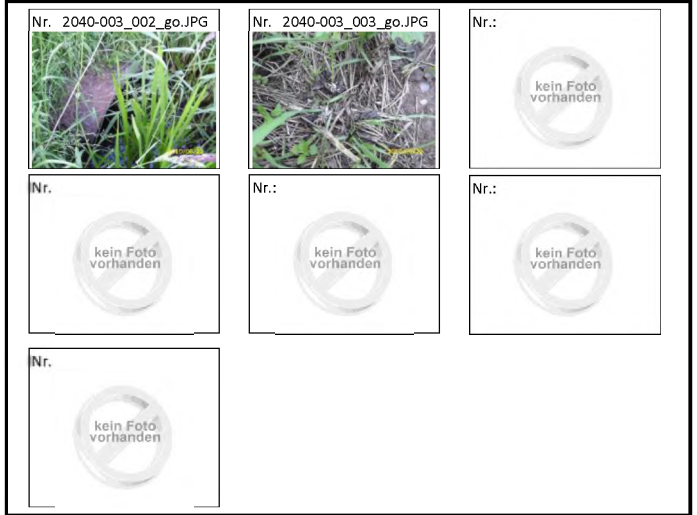 Nr. 2040-003_002_go.JPG
Nr. 2040-003_003_go.JPG
Nr.:
kein Foto
vorhanden
Nr.
kein Foto
vorhanden
Nr.:
kein Foto
vorhanden
Nr.:
kein Foto
vorhanden
Nr.
kein Foto
vorhanden